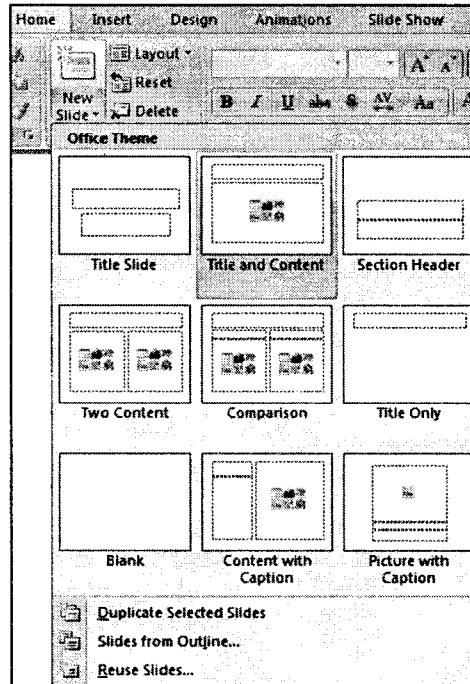 Home Insert Design Animations Slide Show
Layout
Reset
New
Slide Delete
B I U abe S AV Aa A
Office Theme
Title Slide Title and Content Section Header
Two Content Comparison Title Only
Blank Content with Picture with
Caption Caption
Duplicate Selected Slides
Slides from Outline...
Reuse Slides...